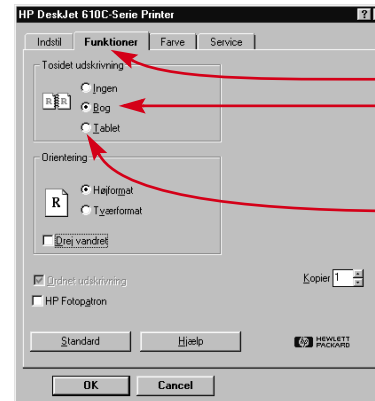 HP DeskJet 610C-Serie Printer
Indstil Funktioner Farve Service
Tosidet udskrivning
Ingen
Bog
Tablet
Orientering
Højformat
Tværformat
Drej vandret
Ordnet udskrivning
Kopier 1
HP Fotopatron
Standard Hjælp HEWLETT PACKARD
OK Cancel